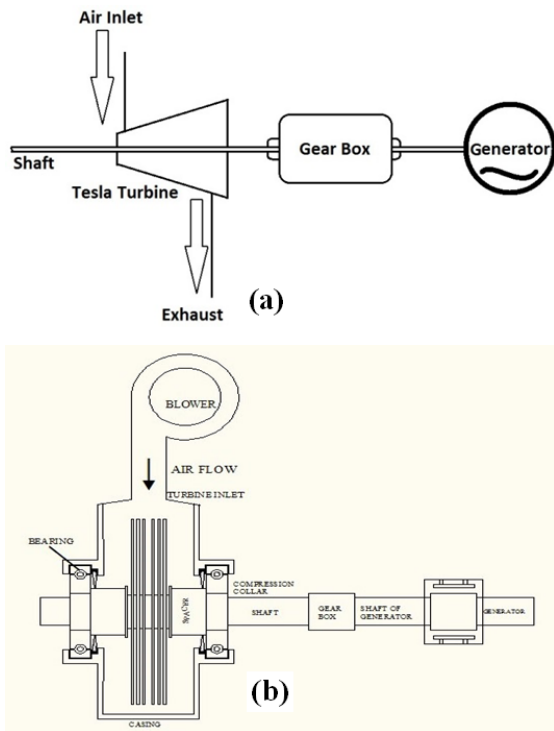 Air Inlet
Shaft
Tesla Turbine
Gear Box
Generator
Exhaust
(a)
BLOWER
AIR FLOW
TURBINE INLET
BEARING
SPACER
COMPRESSION
COLLAR
SHAFT
GEAR
BOX
SHAFT OF
GENERATOR
GENERATOR
(b)
CASING